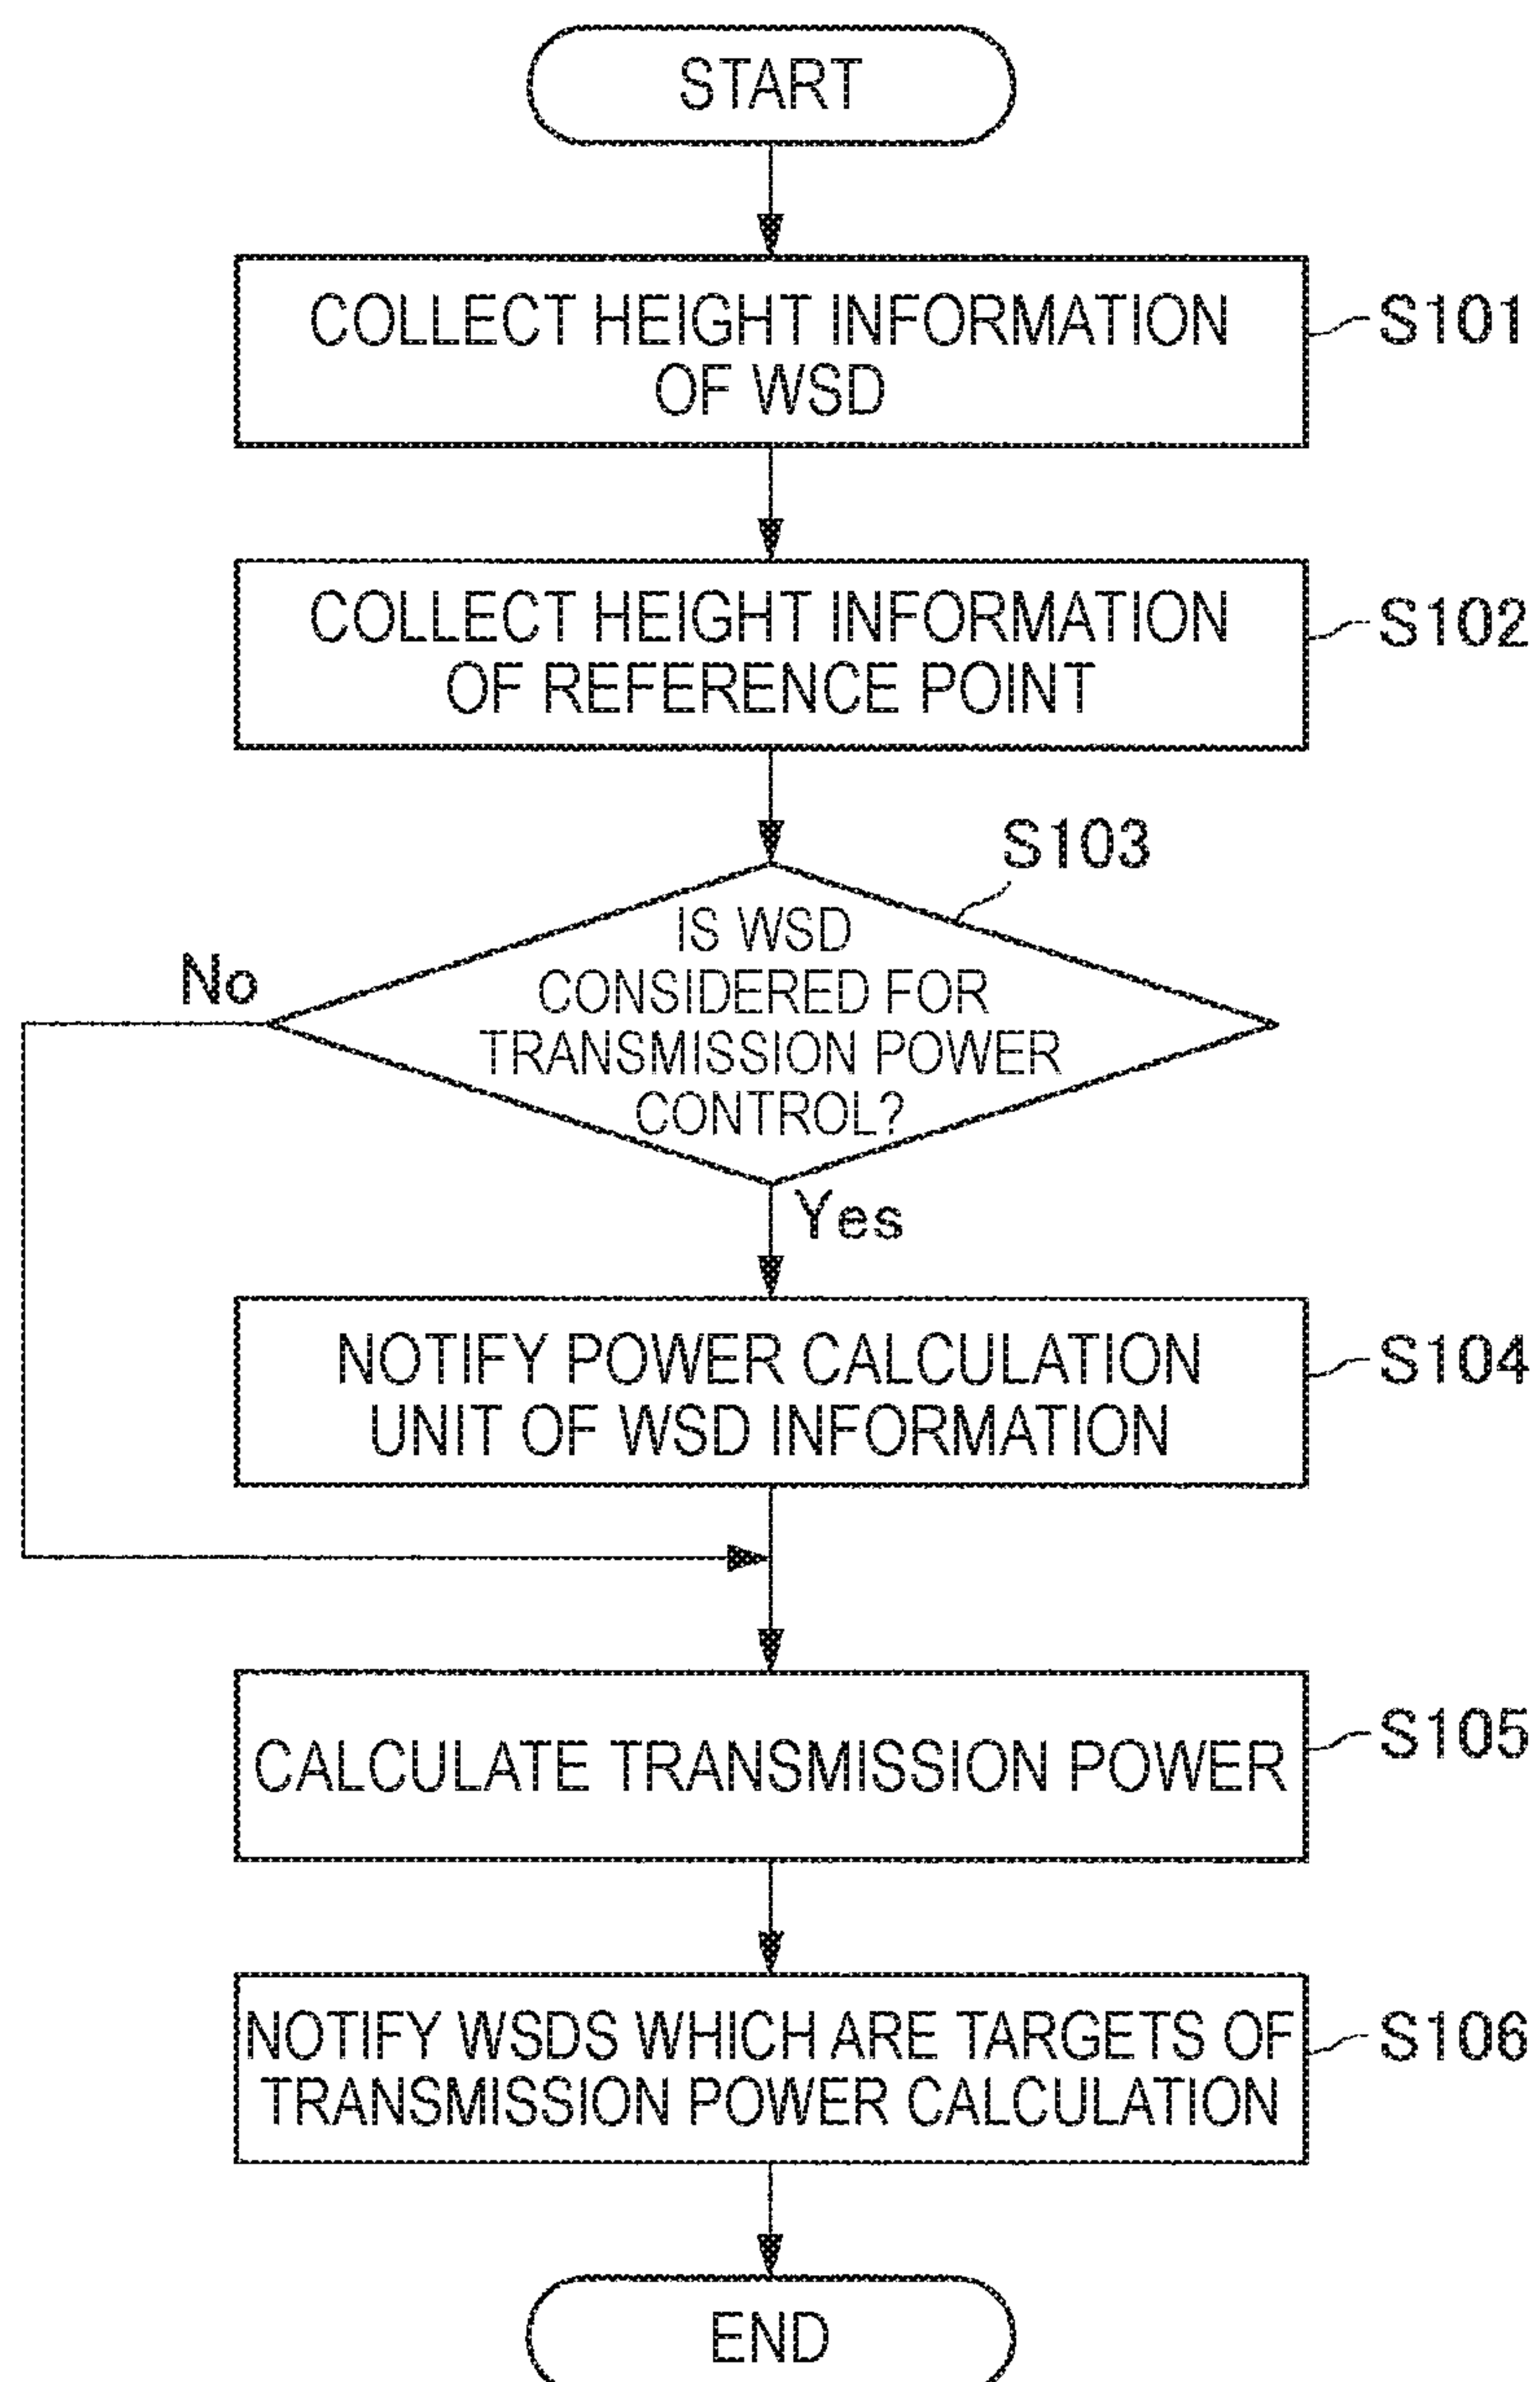 START
COLLECT HEIGHT INFORMATION
OF WSD
S101
COLLECT HEIGHT INFORMATION
OF REFERENCE POINT
S102
S103
IS WSD
CONSIDERED FOR
TRANSMISSION POWER
CONTROL?
No
Yes
NOTIFY POWER CALCULATION
UNIT OF WSD INFORMATION
S104
CALCULATE TRANSMISSION POWER
S105
NOTIFY WSDS WHICH ARE TARGETS OF
TRANSMISSION POWER CALCULATION
S106
END